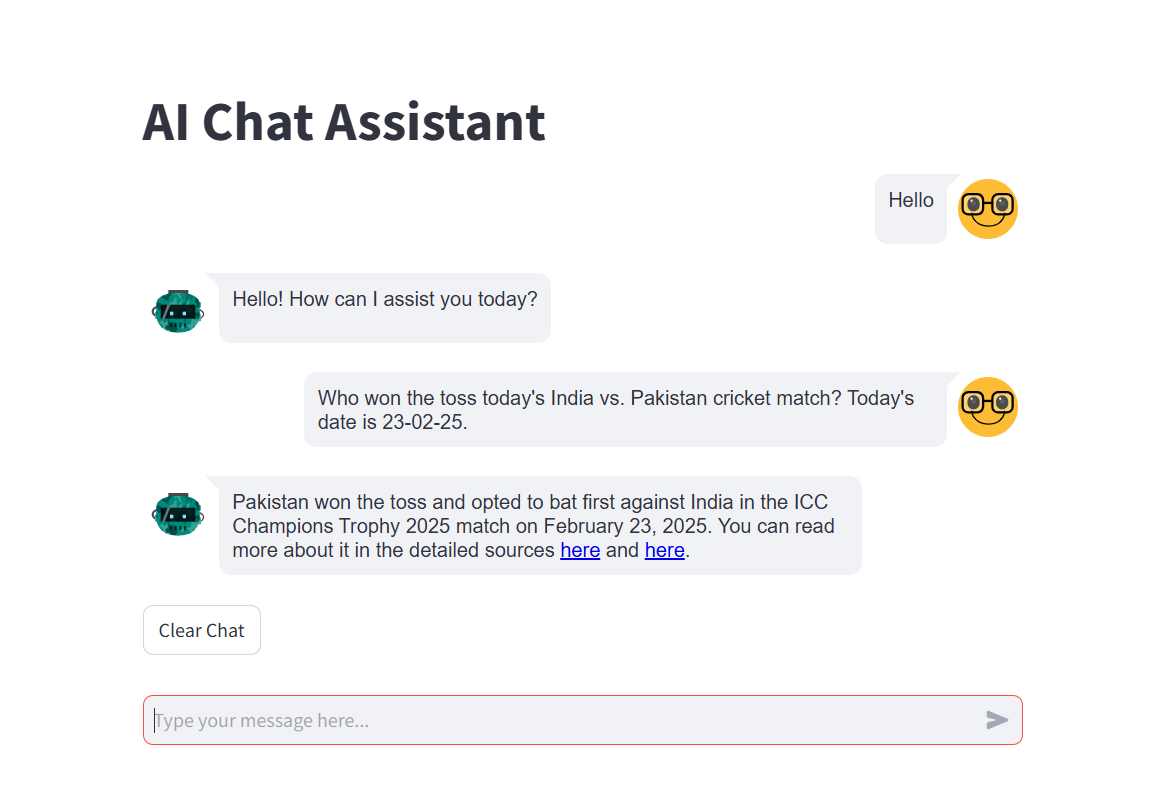 AI Chat Assistant
Hello
Hello! How can I assist you today?
Who won the toss today's India vs. Pakistan cricket match? Today's
date is 23-02-25.
Pakistan won the toss and opted to bat first against India in the ICC
Champions Trophy 2025 match on February 23, 2025. You can read
more about it in the detailed sources here and here.
Clear Chat
Type your message here...